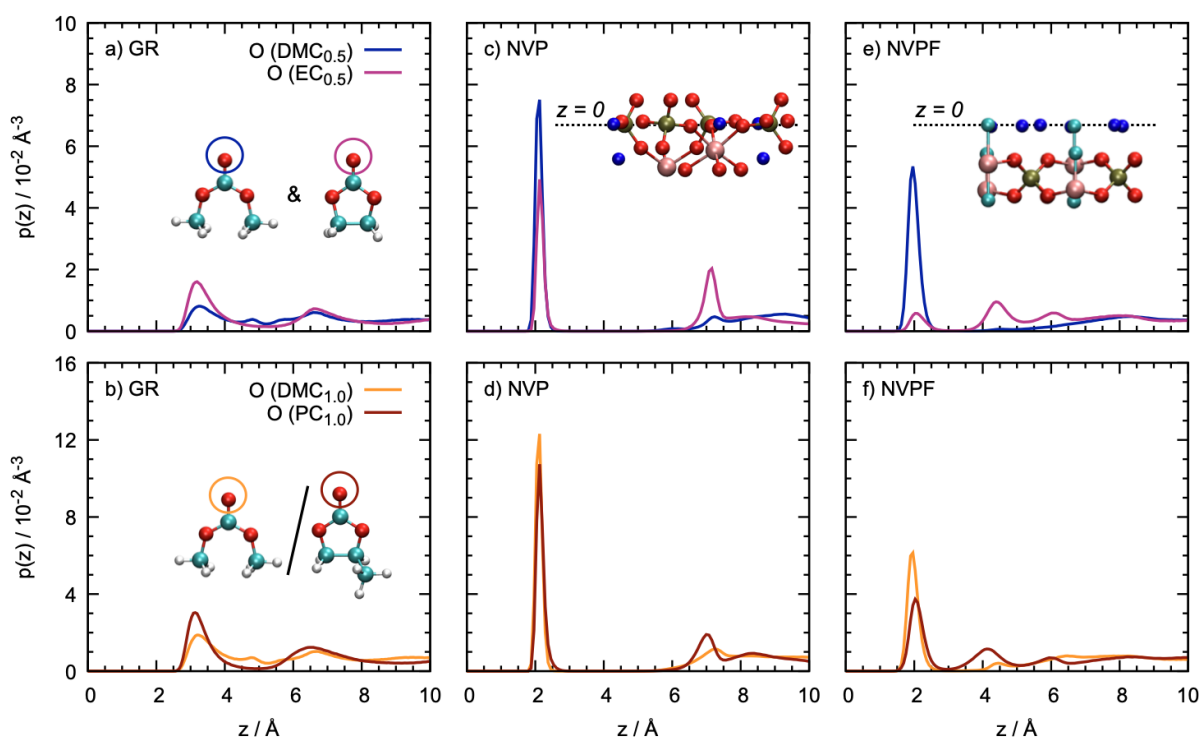 a) GR
O (DMC0.5)
O (EC0.5)
&
10
8
6
4
2
0
p(z) / 10-2 Å-3
c) NVP
z = 0
e) NVPF
z = 0
b) GR
O (DMC1.0)
O (PC1.0)
16
12
8
4
0
p(z) / 10-2 Å-3
0 2 4 6 8 10
z / Å
d) NVP
0 2 4 6 8 10
z / Å
f) NVPF
0 2 4 6 8 10
z / Å